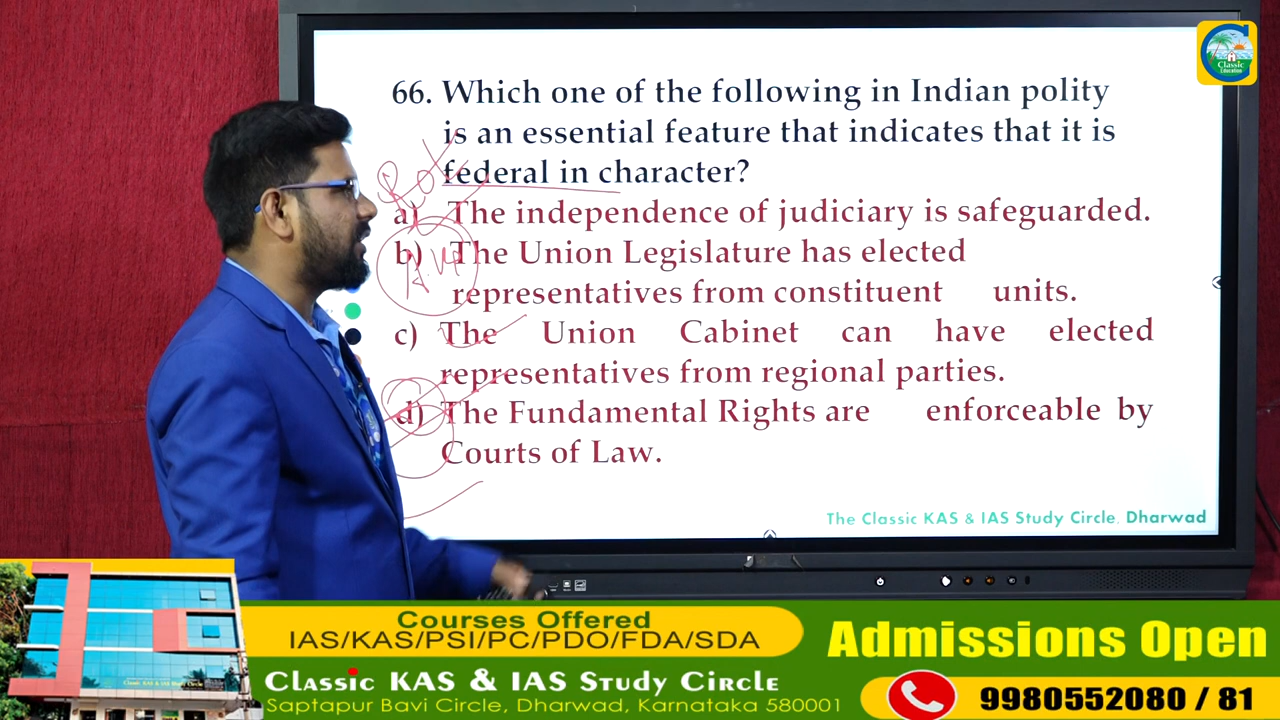 Classic
Education
66. Which one of the following in Indian polity
is an essential feature that indicates that it is
federal in character?
a) The independence of judiciary is safeguarded.
b) The Union Legislature has elected
representatives from constituent units.
c) The Union Cabinet can have elected
representatives from regional parties.
d) The Fundamental Rights are enforceable by
Courts of Law.
The Classic KAS & IAS Study Circle, Dharwad
Courses Offered
IAS/KAS/PSI/PC/PDO/FDA/SDA
Classic KAS & IAS Study Circle
Saptapur Bavi Circle, Dharwad, Karnataka 580001
Admissions Open
9980552080 / 81